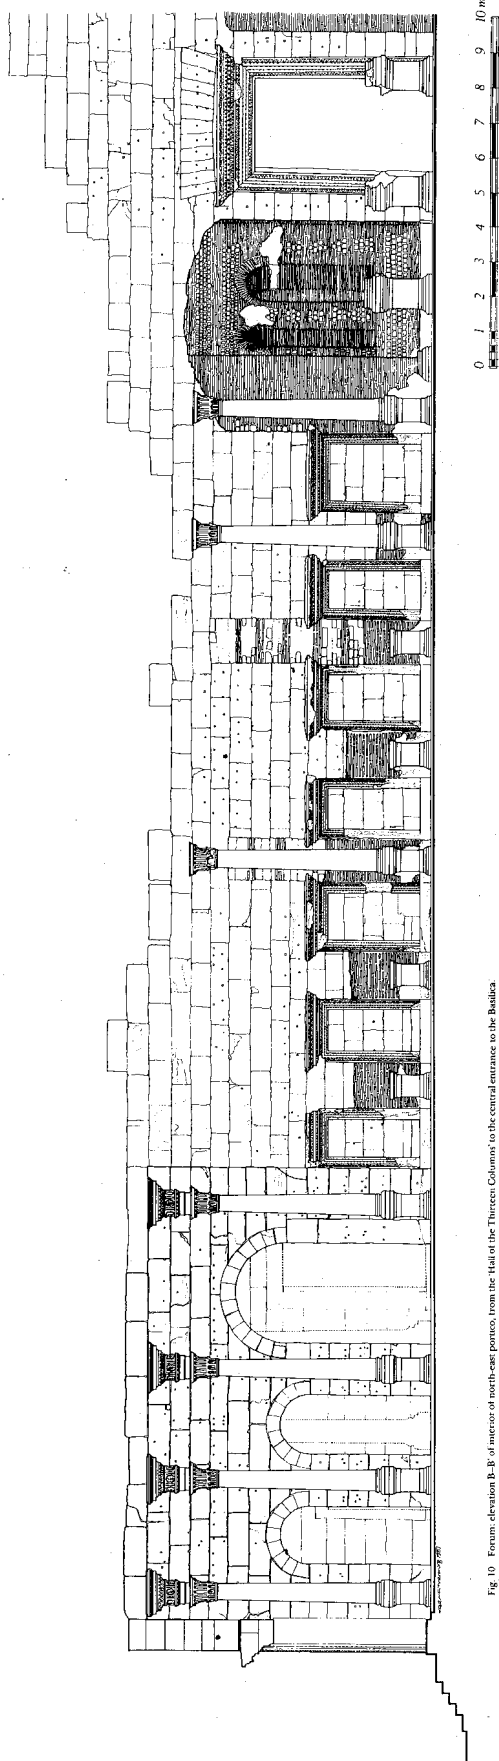 0 1 2 3 4 5 6 7 8 9 10 m
Fig. 10 Forum: elevation B–B' of interior of north-east portico, from the 'Hall of the Thirteen Columns' to the central entrance to the Basilica.